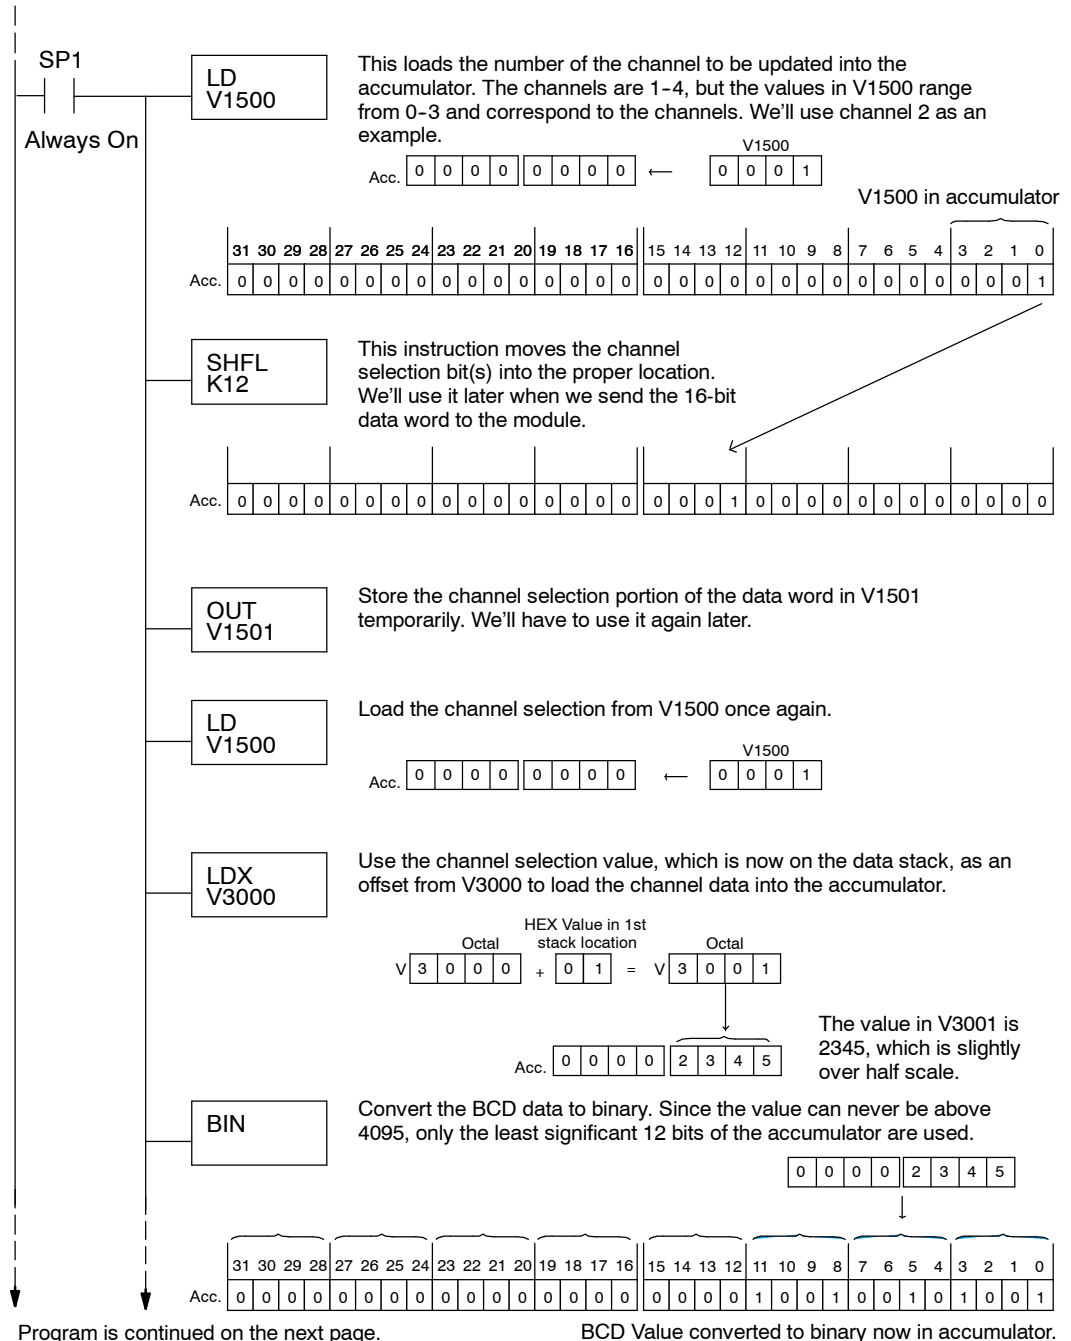 SP1
Always On
LD
V1500
This loads the number of the channel to be updated into the
accumulator. The channels are 1-4, but the values in V1500 range
from 0-3 and correspond to the channels. We'll use channel 2 as an
example.
V1500
Acc. 0 0 0 0 0 0 0 0 ← 0 0 0 1
V1500 in accumulator
31 30 29 28 27 26 25 24 23 22 21 20 19 18 17 16 15 14 13 12 11 10 9 8 7 6 5 4 3 2 1 0
Acc. 0 0 0 0 0 0 0 0 0 0 0 0 0 0 0 0 0 0 0 0 0 0 0 0 0 0 0 0 0 0 0 1
SHFL
K12
This instruction moves the channel
selection bit(s) into the proper location.
We'll use it later when we send the 16-bit
data word to the module.
Acc. 0 0 0 0 0 0 0 0 0 0 0 0 0 0 0 0 0 0 0 1 0 0 0 0 0 0 0 0 0 0 0 0
OUT
V1501
Store the channel selection portion of the data word in V1501
temporarily. We'll have to use it again later.
LD
V1500
Load the channel selection from V1500 once again.
V1500
Acc. 0 0 0 0 0 0 0 0 ← 0 0 0 1
LDX
V3000
Use the channel selection value, which is now on the data stack, as an
offset from V3000 to load the channel data into the accumulator.
HEX Value in 1st
Octal stack location Octal
V 3 0 0 0 + 0 1 = V 3 0 0 1
The value in V3001 is
2345, which is slightly
over half scale.
Acc. 0 0 0 0 2 3 4 5
BIN
Convert the BCD data to binary. Since the value can never be above
4095, only the least significant 12 bits of the accumulator are used.
0 0 0 0 2 3 4 5
31 30 29 28 27 26 25 24 23 22 21 20 19 18 17 16 15 14 13 12 11 10 9 8 7 6 5 4 3 2 1 0
Acc. 0 0 0 0 0 0 0 0 0 0 0 0 0 0 0 0 0 0 0 0 1 0 0 1 0 0 1 0 1 0 0 1
Program is continued on the next page.
BCD Value converted to binary now in accumulator.